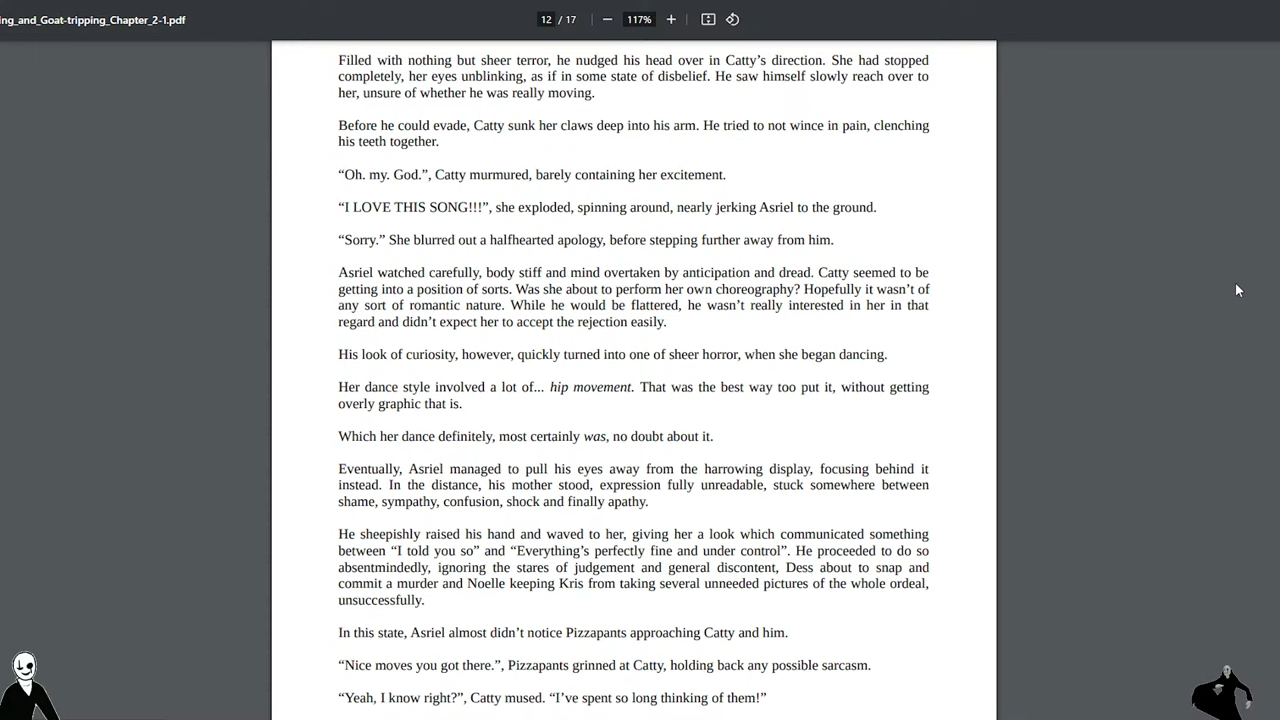 ing_and_Goat-tripping_Chapter_2-1.pdf
12 / 17
117%
Filled with nothing but sheer terror, he nudged his head over in Catty’s direction. She had stopped
completely, her eyes unblinking, as if in some state of disbelief. He saw himself slowly reach over to
her, unsure of whether he was really moving.
Before he could evade, Catty sunk her claws deep into his arm. He tried to not wince in pain, clenching
his teeth together.
“Oh. my. God.”, Catty murmured, barely containing her excitement.
“I LOVE THIS SONG!!!”, she exploded, spinning around, nearly jerking Asriel to the ground.
“Sorry.” She blurred out a halfhearted apology, before stepping further away from him.
Asriel watched carefully, body stiff and mind overtaken by anticipation and dread. Catty seemed to be
getting into a position of sorts. Was she about to perform her own choreography? Hopefully it wasn’t of
any sort of romantic nature. While he would be flattered, he wasn’t really interested in her in that
regard and didn’t expect her to accept the rejection easily.
His look of curiosity, however, quickly turned into one of sheer horror, when she began dancing.
Her dance style involved a lot of... hip movement. That was the best way too put it, without getting
overly graphic that is.
Which her dance definitely, most certainly was, no doubt about it.
Eventually, Asriel managed to pull his eyes away from the harrowing display, focusing behind it
instead. In the distance, his mother stood, expression fully unreadable, stuck somewhere between
shame, sympathy, confusion, shock and finally apathy.
He sheepishly raised his hand and waved to her, giving her a look which communicated something
between “I told you so” and “Everything’s perfectly fine and under control”. He proceeded to do so
absentmindedly, ignoring the stares of judgement and general discontent, Dess about to snap and
commit a murder and Noelle keeping Kris from taking several unneeded pictures of the whole ordeal,
unsuccessfully.
In this state, Asriel almost didn’t notice Pizzapants approaching Catty and him.
“Nice moves you got there.”, Pizzapants grinned at Catty, holding back any possible sarcasm.
“Yeah, I know right?”, Catty mused. “I’ve spent so long thinking of them!”